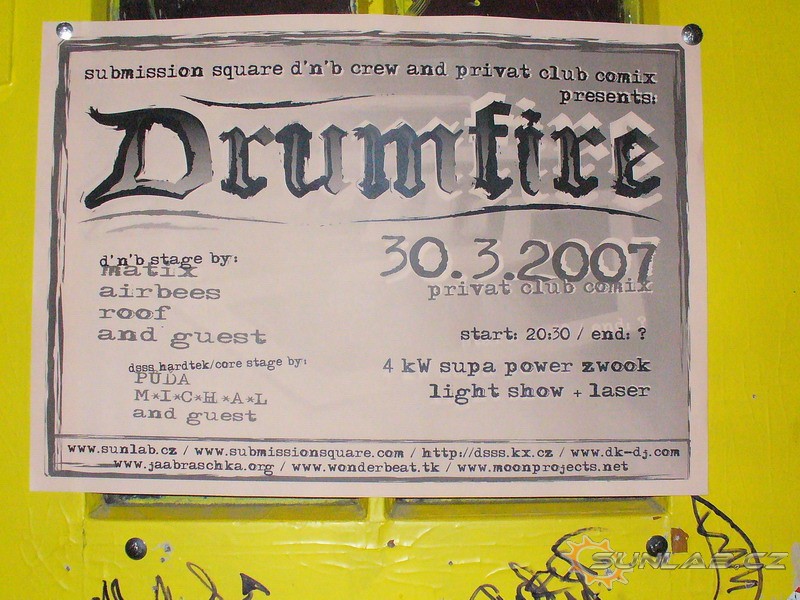 submission square d'n'b crew and privat club comix
presents:
Drumfire
30.3.2007
privat club comix
d'n'b stage by:
matix
airbees
roof
and guest
start: 20:30 / end: ?
4 kW supa power zwook
light show + laser
dsss hardtek/core stage by:
PUDA
M*I*C*H*A*L
and guest
www.sunlab.cz / www.submissionsquare.com / http://dsss.kx.cz / www.dk-dj.com
www.jaabraschka.org / www.wonderbeat.tk / www.moonprojects.net
SUNLAB.CZ